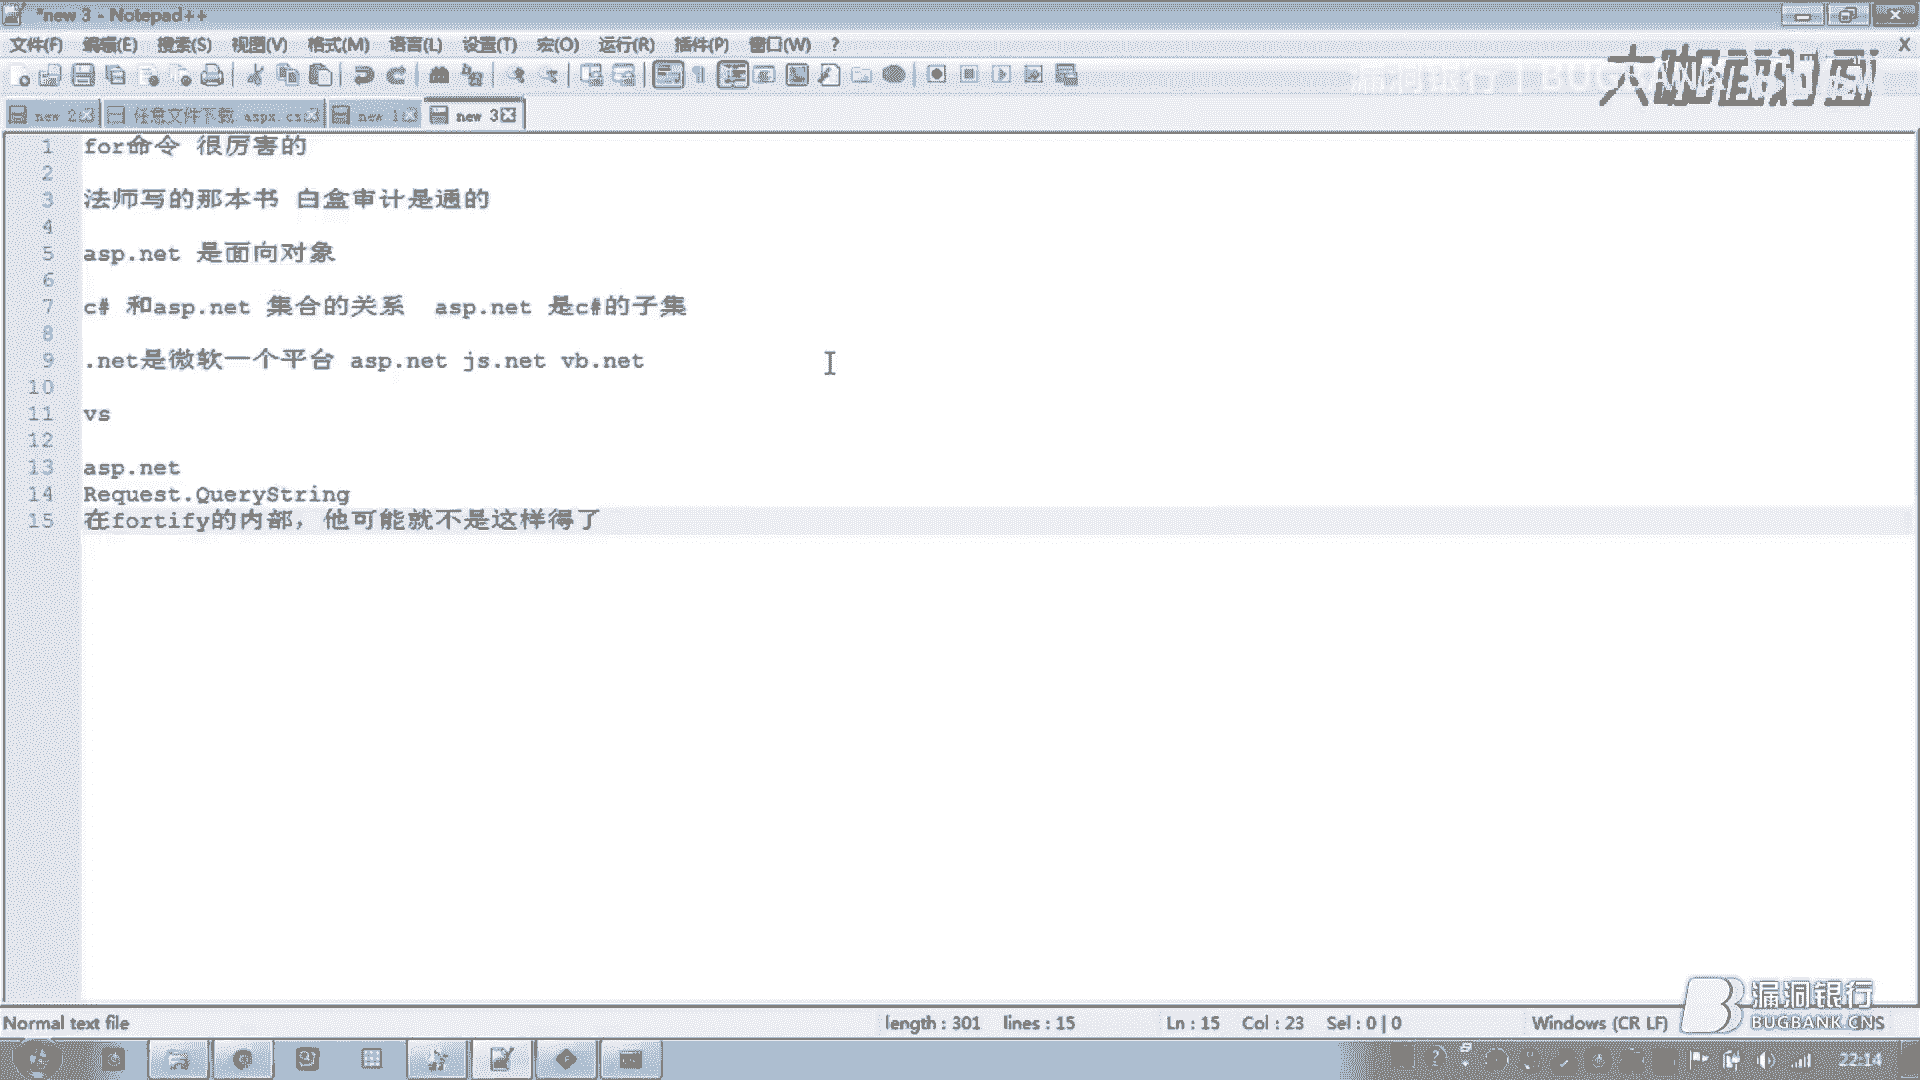 *new 3 - Notepad++
文件(F) 编辑(E) 搜索(S) 视图(V) 格式(M) 语言(L) 设置(T) 宏(O) 运行(R) 插件(P) 窗口(W) ? X
大咖面对面
new 2 任意文件下载 aspx.cs new 1 new 3
1 for命令 很厉害的
2
3 法师写的那本书 白盒审计是通的
4
5 asp.net 是面向对象
6
7 c# 和asp.net 集合的关系 asp.net 是c#的子集
8
9 .net是微软一个平台 asp.net js.net vb.net
10
11 vs
12
13 asp.net
14 Request.QueryString
15 在fortify的内部，他可能就不是这样得了
漏洞银行
BUGBANK.CN
Normal text file length : 301 lines : 15 Ln : 15 Col : 23 Sel : 0 | 0 Windows (CR LF) INS
22:14